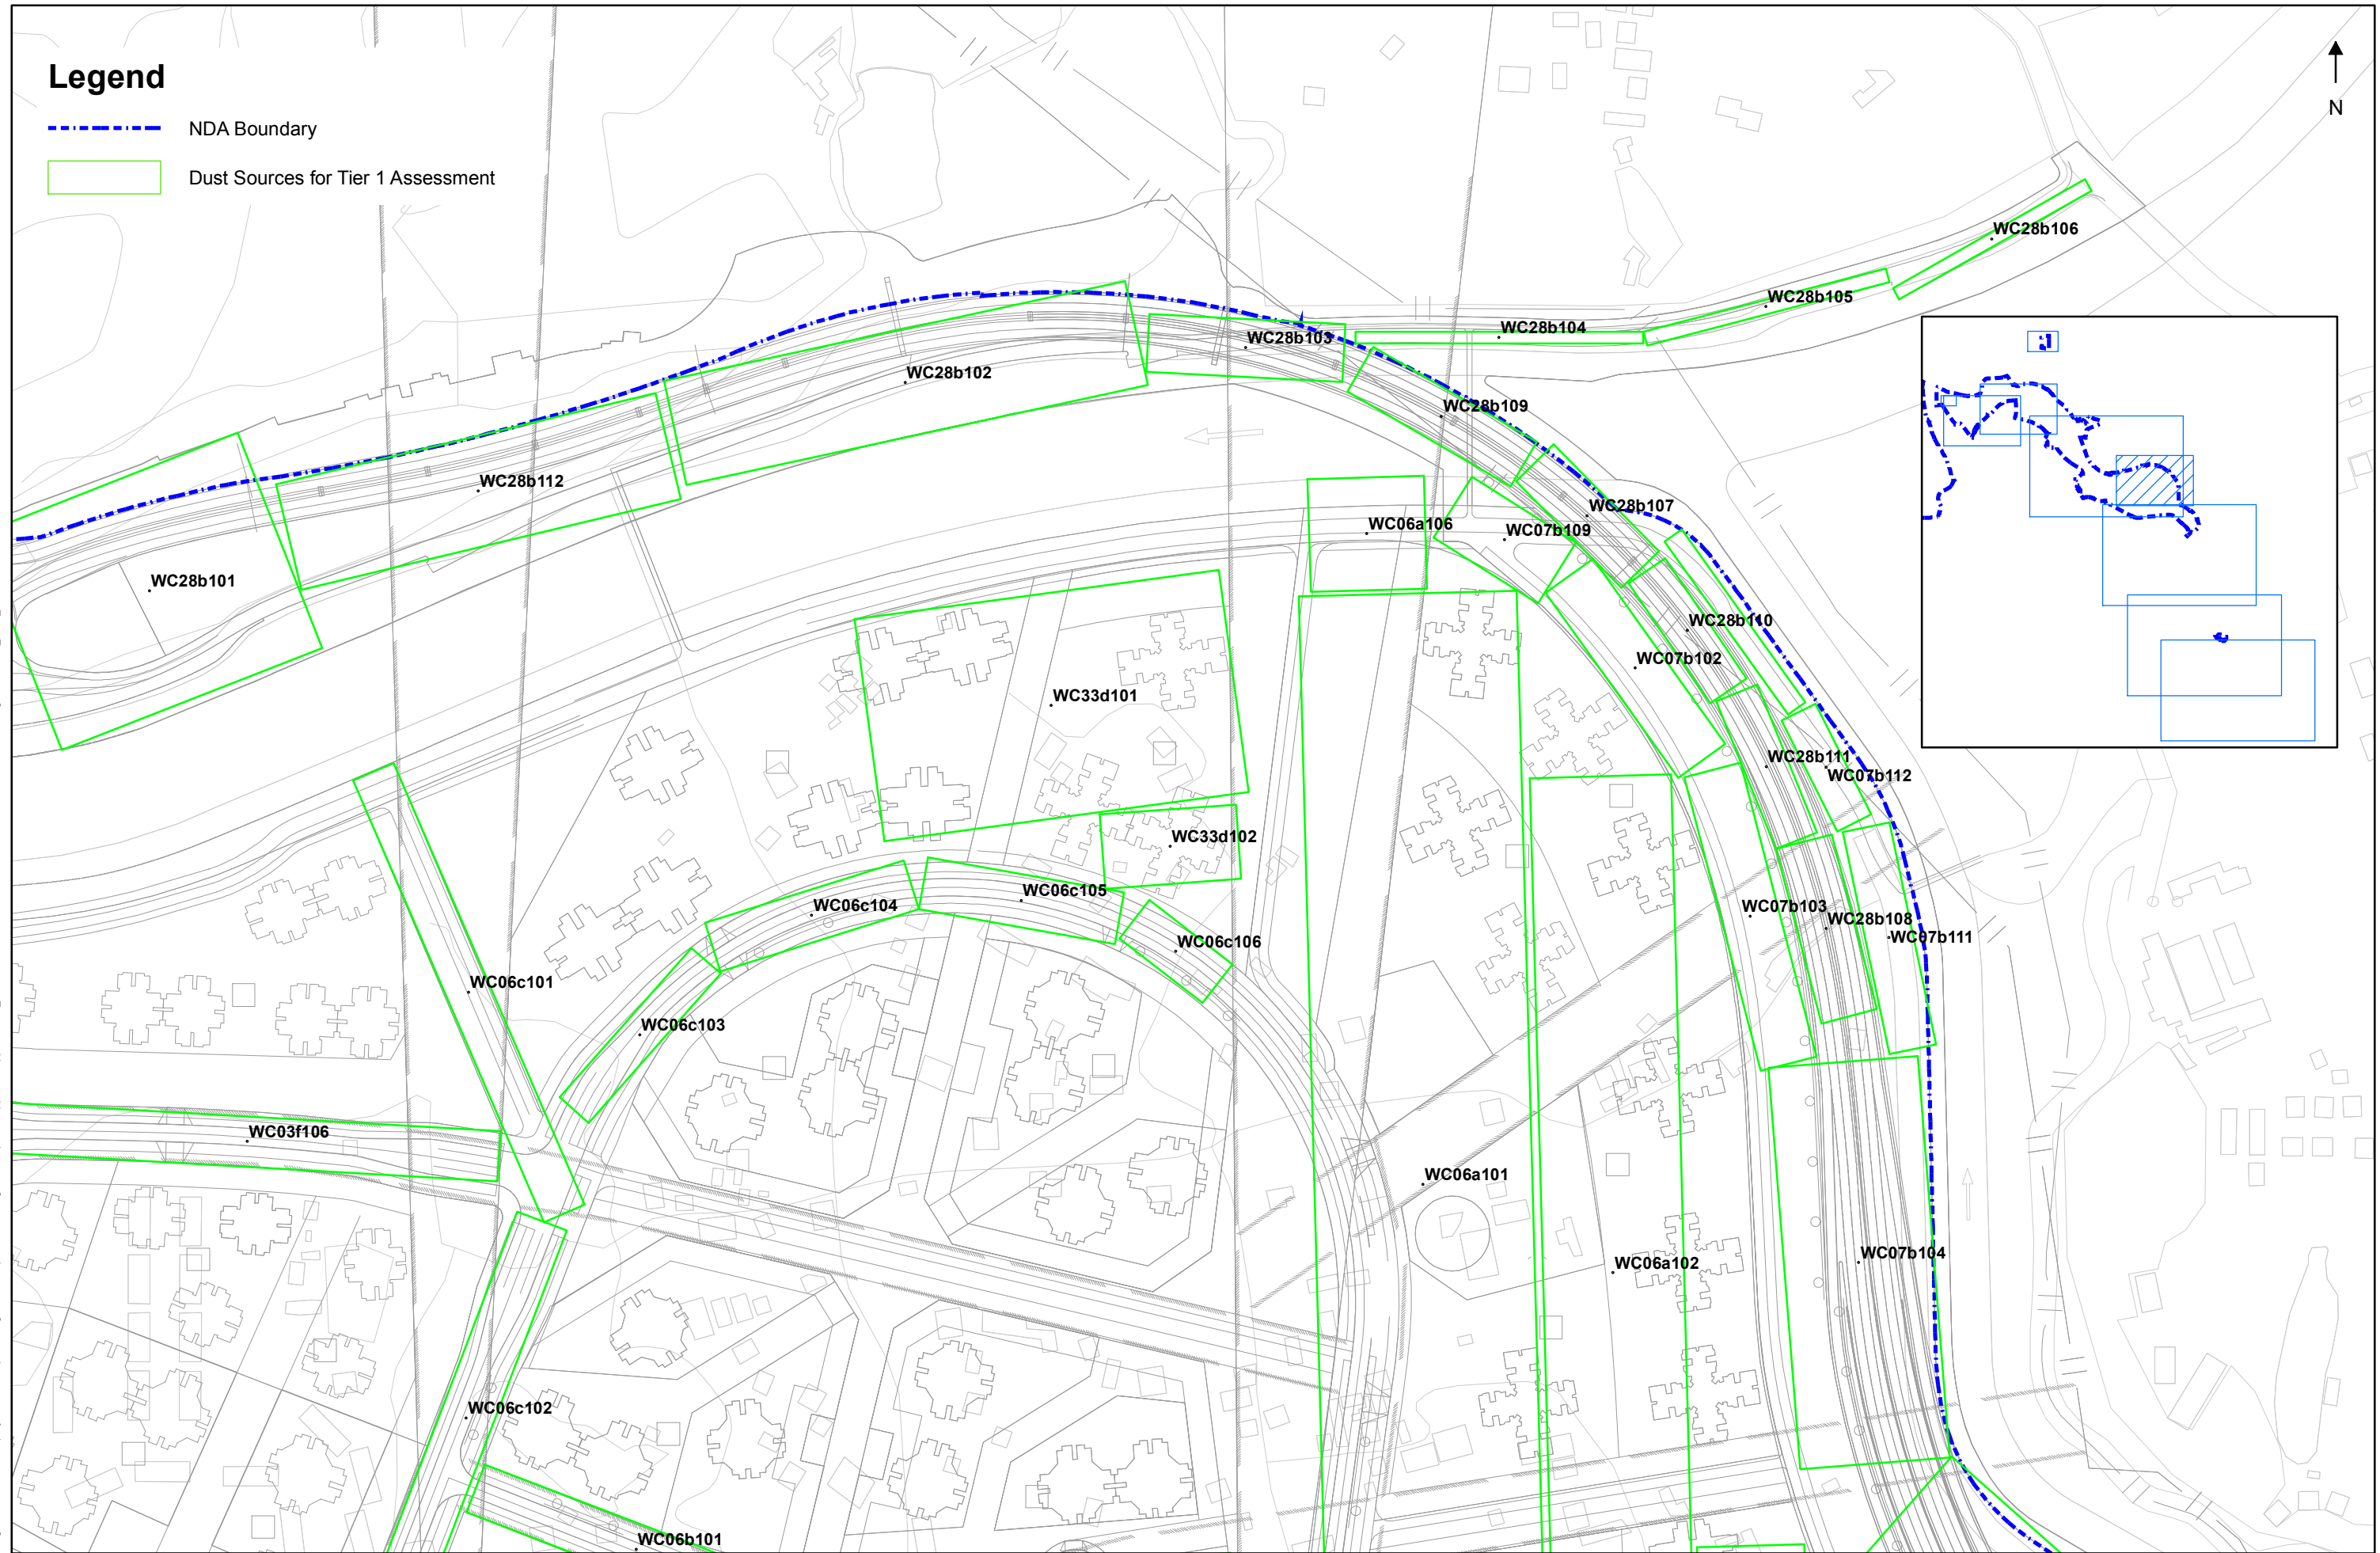 Legend
NDA Boundary
Dust Sources for Tier 1 Assessment
N
WC28b106
WC28b105
WC28b104
WC28b103
WC28b102
WC28b109
WC28b112
WC28b107
WC06a106
WC07b109
WC28b101
WC28b110
WC07b102
WC33d101
WC28b111
WC07b112
WC33d102
WC06c105
WC06c104
WC07b103
WC28b108
WC07b111
WC06c106
WC06c101
WC06c103
WC03f106
WC06a101
WC07b104
WC06a102
WC06c102
WC06b101